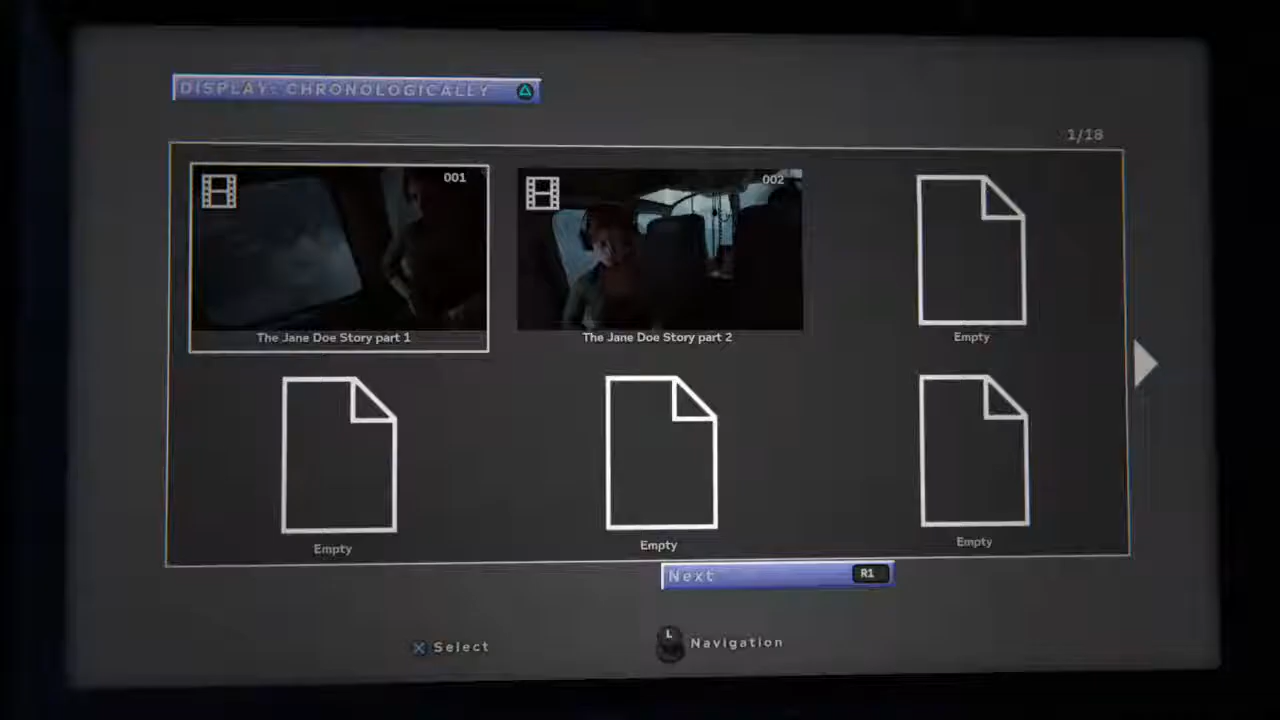 DISPLAY: CHRONOLOGICALLY
1/18
001
002
The Jane Doe Story part 1
The Jane Doe Story part 2
Empty
Empty
Empty
Empty
Next R1
Select
L Navigation